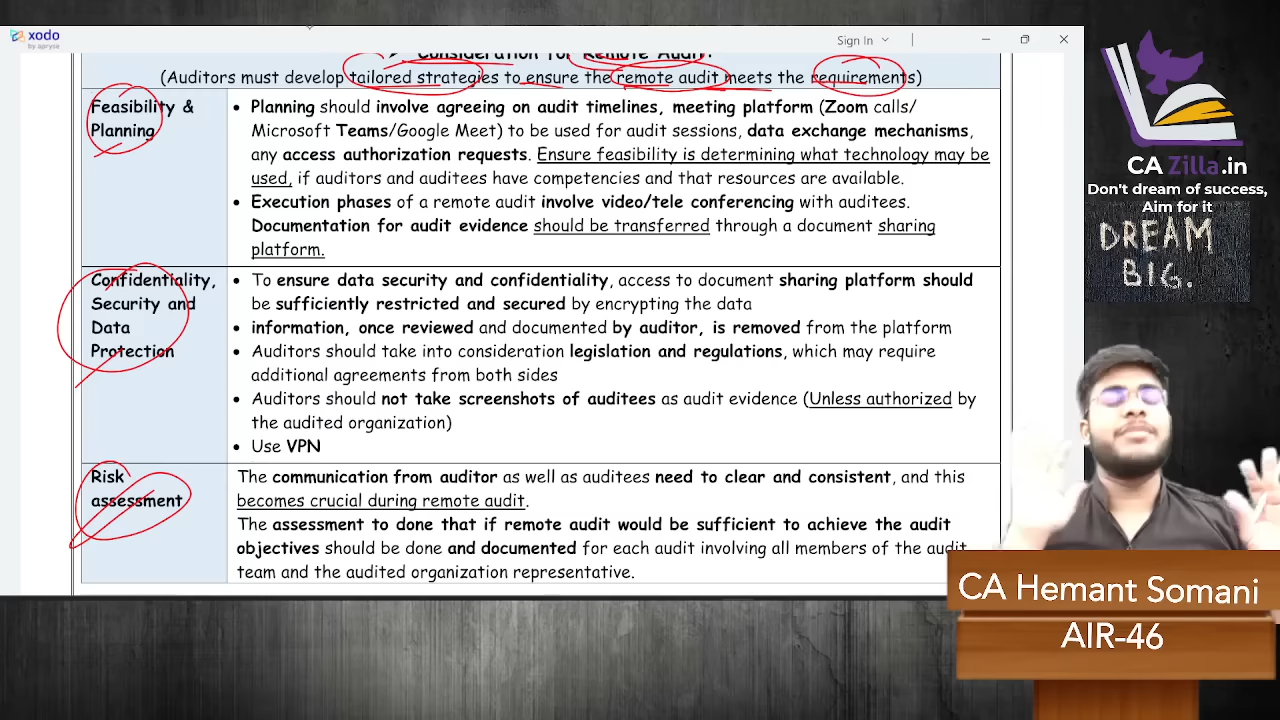 xodo
by apryse
Sign In
Consideration for Remote Audit:
(Auditors must develop tailored strategies to ensure the remote audit meets the requirements)
Feasibility &
Planning
• Planning should involve agreeing on audit timelines, meeting platform (Zoom calls/
Microsoft Teams/Google Meet) to be used for audit sessions, data exchange mechanisms,
any access authorization requests. Ensure feasibility is determining what technology may be
used, if auditors and auditees have competencies and that resources are available.
• Execution phases of a remote audit involve video/tele conferencing with auditees.
Documentation for audit evidence should be transferred through a document sharing
platform.
Confidentiality,
Security and
Data
Protection
• To ensure data security and confidentiality, access to document sharing platform should
be sufficiently restricted and secured by encrypting the data
• information, once reviewed and documented by auditor, is removed from the platform
• Auditors should take into consideration legislation and regulations, which may require
additional agreements from both sides
• Auditors should not take screenshots of auditees as audit evidence (Unless authorized by
the audited organization)
• Use VPN
Risk
assessment
The communication from auditor as well as auditees need to clear and consistent, and this
becomes crucial during remote audit.
The assessment to done that if remote audit would be sufficient to achieve the audit
objectives should be done and documented for each audit involving all members of the audit
team and the audited organization representative.
CA Zilla.in
Don't dream of success,
Aim for it
DREAM
BIG.
CA Hemant Somani
AIR-46